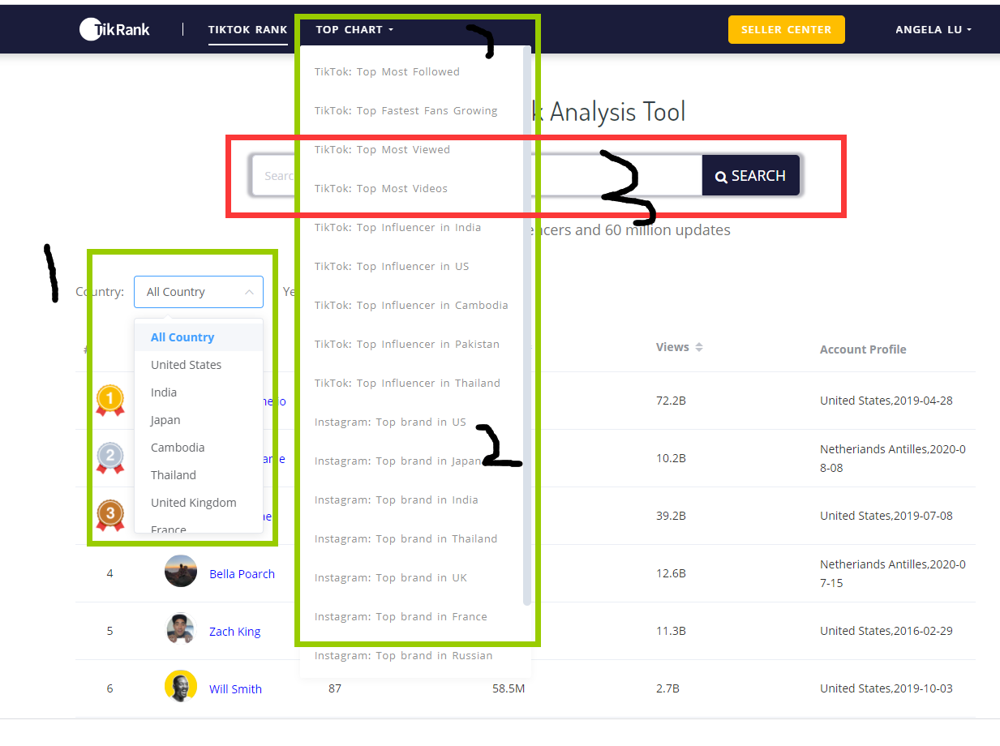 TikRank | TIKTOK RANK TOP CHART SELLER CENTER ANGELA LU
TikTok: Top Most Followed
k Analysis Tool
TikTok: Top Fastest Fans Growing
TikTok: Top Most Viewed
Searc SEARCH
TikTok: Top Most Videos
TikTok: Top Influencer in India
encers and 60 million updates
TikTok: Top Influencer in US
1
Country: All Country Ye
TikTok: Top Influencer in Cambodia
All Country
United States
India
Japan
Cambodia
Thailand
United Kingdom
France
TikTok: Top Influencer in Pakistan
TikTok: Top Influencer in Thailand
Instagram: Top brand in US
2
Instagram: Top brand in Japan
Instagram: Top brand in India
Instagram: Top brand in Thailand
Instagram: Top brand in UK
Instagram: Top brand in France
Instagram: Top brand in Russian
# Views Account Profile
1 72.2B United States,2019-04-28
2 10.2B Netherlands Antilles,2020-0
8-08
3 39.2B United States,2019-07-08
4 Bella Poarch 12.6B Netherlands Antilles,2020-0
7-15
5 Zach King 11.3B United States,2016-02-29
6 Will Smith 87 58.5M 2.7B United States,2019-10-03